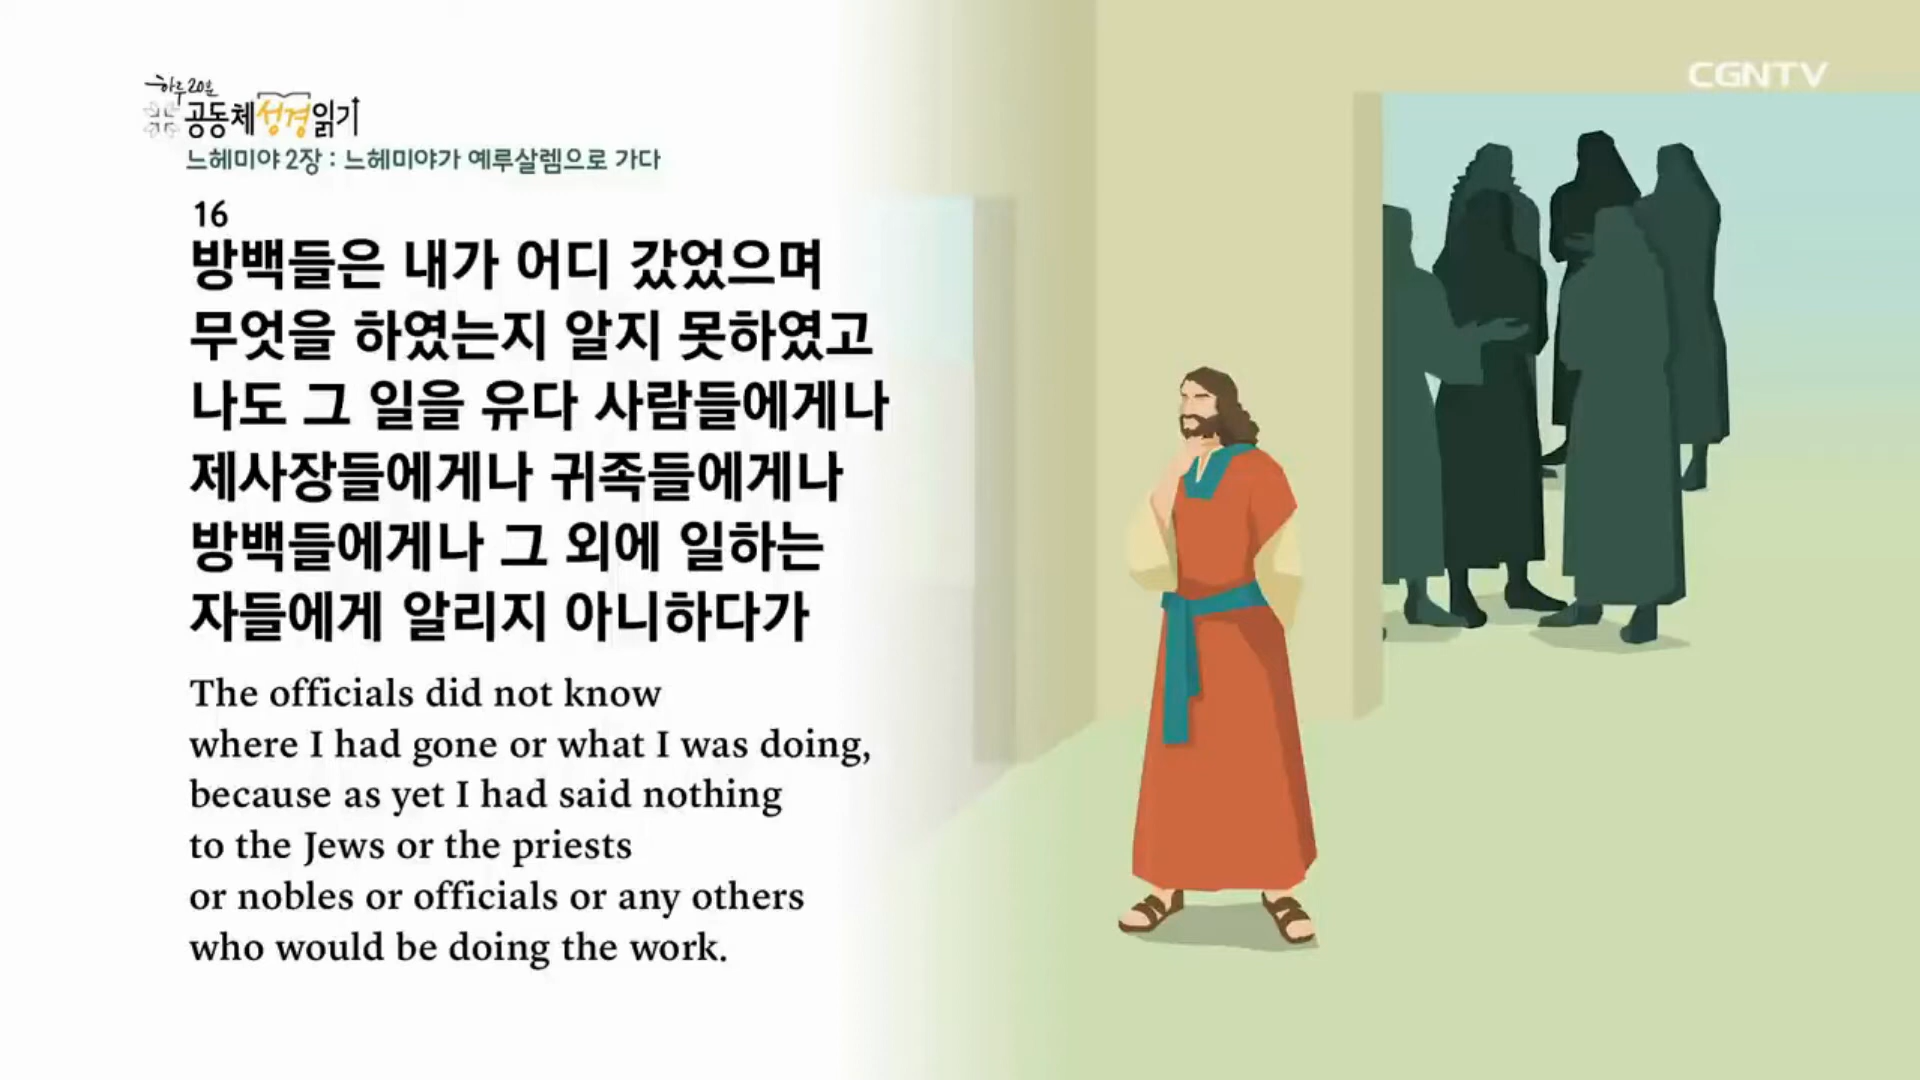 하루 20분
공동체성경읽기
CGNTV
느헤미야 2장 : 느헤미야가 예루살렘으로 가다
16
방백들은 내가 어디 갔었으며
무엇을 하였는지 알지 못하였고
나도 그 일을 유다 사람들에게나
제사장들에게나 귀족들에게나
방백들에게나 그 외에 일하는
자들에게 알리지 아니하다가
The officials did not know
where I had gone or what I was doing,
because as yet I had said nothing
to the Jews or the priests
or nobles or officials or any others
who would be doing the work.